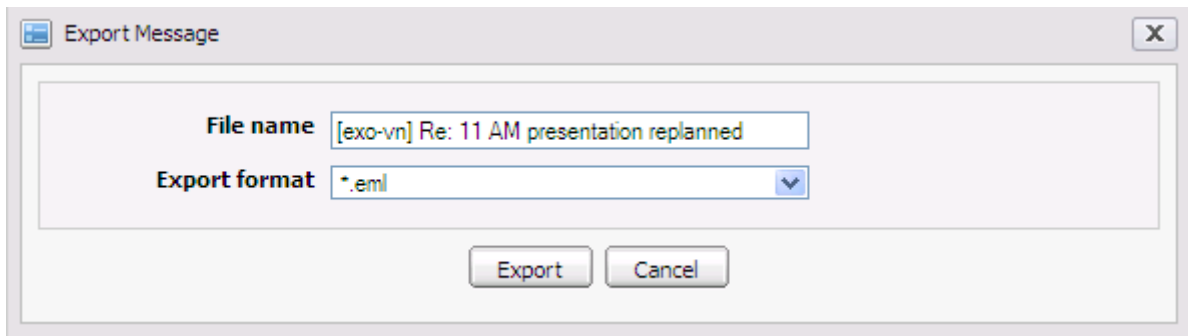 Export Message
File name [exo-vn] Re: 11 AM presentation replanned
Export format *.eml
Export Cancel